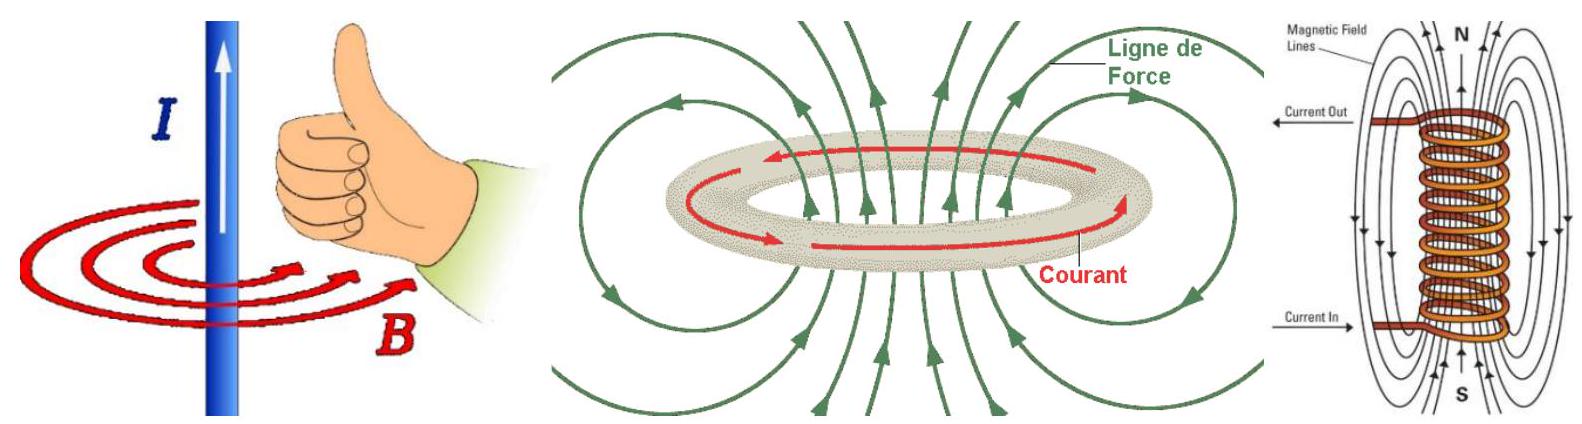 I
B
Ligne de
Force
Courant
Magnetic Field
Lines
N
Current Out
Current In
S